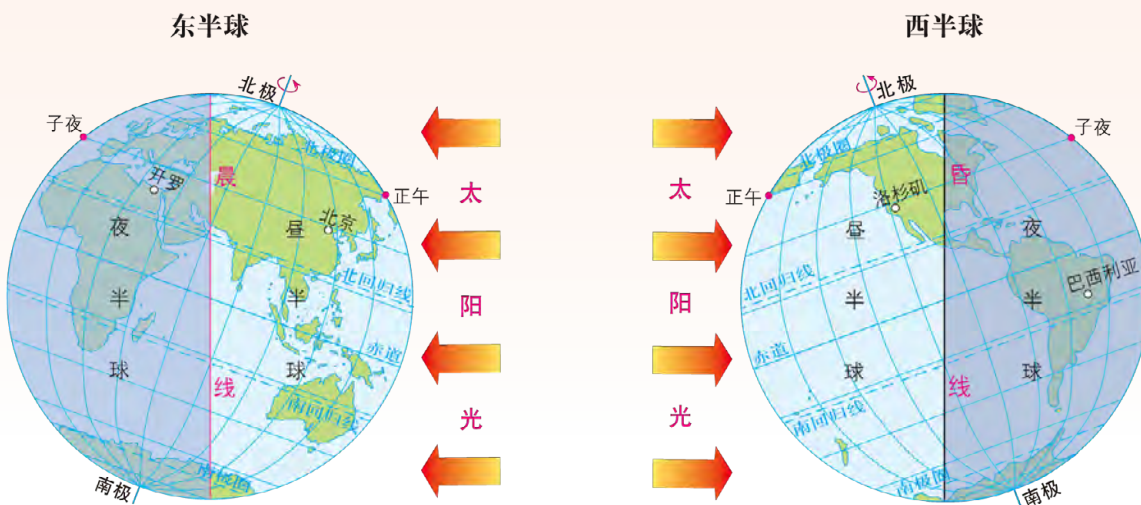 东半球
北极
子夜
开罗
晨
线
夜
半
球
北极圈
正午
北京
昼
半
球
北回归线
赤道
南回归线
南极圈
南极
太
阳
光
西半球
北极
正午
北极圈
洛杉矶
昏
线
子夜
昼
半
球
夜
半
球
北回归线
巴西利亚
赤道
南回归线
南极圈
南极
太
阳
光